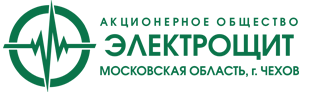 АКЦИОНЕРНОЕ ОБЩЕСТВО
ЭЛЕКТРОЩИТ
МОСКОВСКАЯ ОБЛАСТЬ, г. ЧЕХОВ